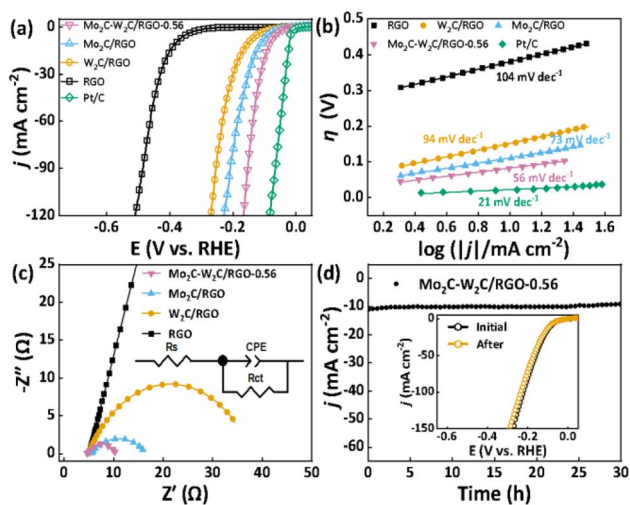 (a)
Mo₂C-W₂C/RGO-0.56
Mo₂C/RGO
W₂C/RGO
RGO
Pt/C
0
-30
-60
-90
-120
j (mA cm⁻²)
-0.6 -0.4 -0.2 0.0
E (V vs. RHE)
(b)
RGO W₂C/RGO Mo₂C/RGO
Mo₂C-W₂C/RGO-0.56 Pt/C
0.4
0.2
0.1
0.0
η (V)
104 mV dec⁻¹
94 mV dec⁻¹
73 mV dec⁻¹
56 mV dec⁻¹
21 mV dec⁻¹
0.2 0.4 0.6 0.8 1.0 1.2 1.4 1.6
log (|j|/mA cm⁻²)
(c)
Mo₂C-W₂C/RGO-0.56
Mo₂C/RGO
W₂C/RGO
RGO
Rs CPE
Rct
25
20
15
10
5
0
-Z″ (Ω)
0 10 20 30 40 50
Z′ (Ω)
(d)
Mo₂C-W₂C/RGO-0.56
0
-10
-20
-30
-40
-50
-60
j (mA cm⁻²)
Initial
After
0
-50
-100
-150
j (mA cm⁻²)
-0.6 -0.4 -0.2 0.0
E (V vs. RHE)
0 5 10 15 20 25 30
Time (h)